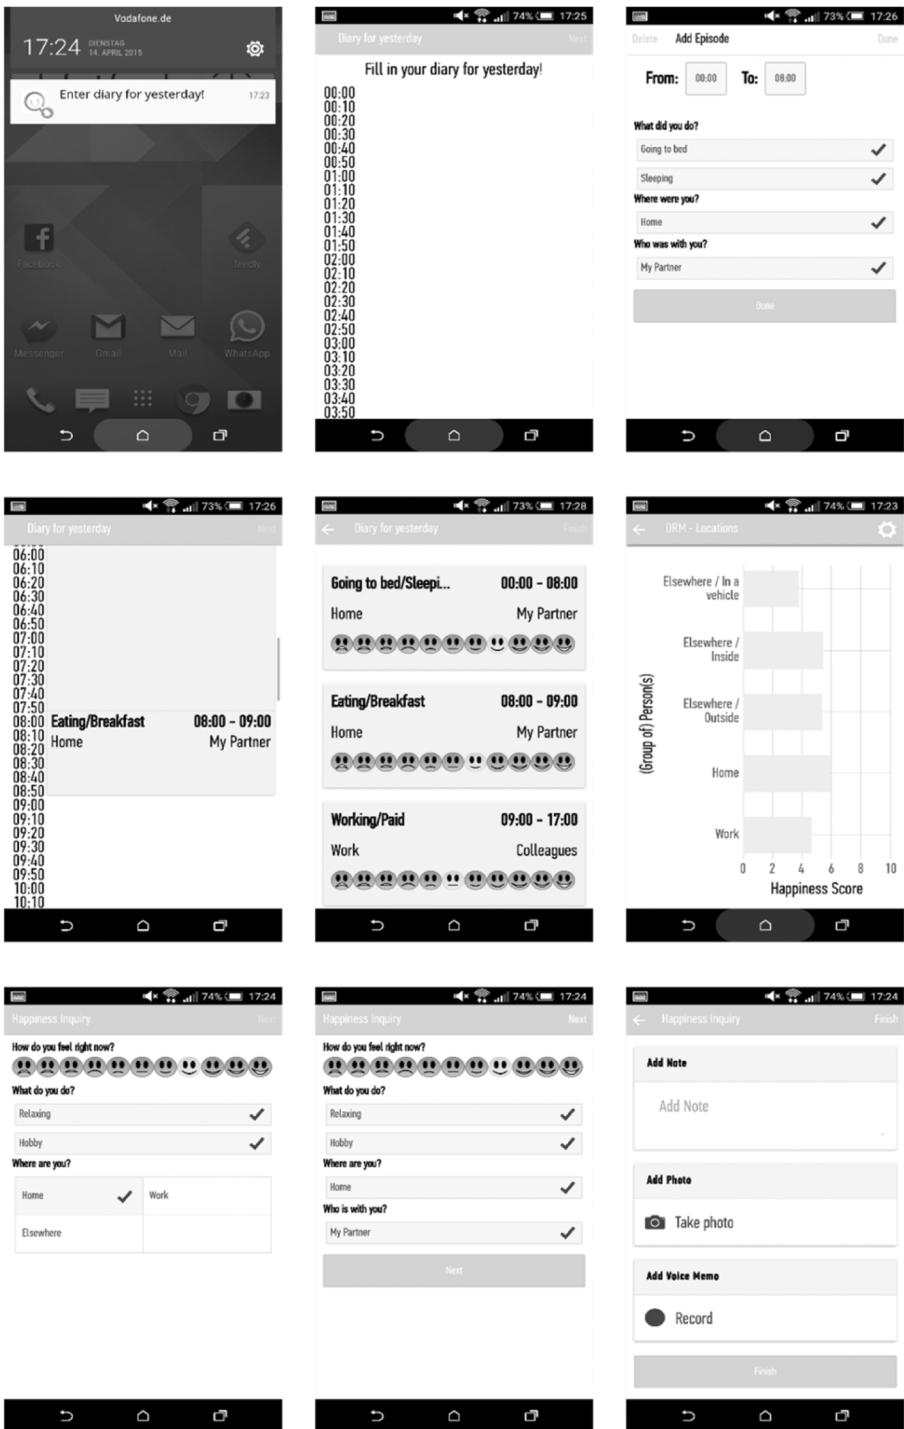 Vodafone.de
17:24 DIENSTAG
14. APRIL 2015
Enter diary for yesterday! 17:23
Facebook feedly
Messenger Gmail Mail WhatsApp
74% 17:25
Diary for yesterday Next
Fill in your diary for yesterday!
00:00
00:10
00:20
00:30
00:40
00:50
01:00
01:10
01:20
01:30
01:40
01:50
02:00
02:10
02:20
02:30
02:40
02:50
03:00
03:10
03:20
03:30
03:40
03:50
73% 17:26
Delete Add Episode Done
From: 00:00 To: 08:00
What did you do?
Going to bed
Sleeping
Where were you?
Home
Who was with you?
My Partner
Done
73% 17:26
Diary for yesterday Next
06:00
06:10
06:20
06:30
06:40
06:50
07:00
07:10
07:20
07:30
07:40
07:50
08:00 Eating/Breakfast 08:00 - 09:00
08:10 Home My Partner
08:20
08:30
08:40
08:50
09:00
09:10
09:20
09:30
09:40
09:50
10:00
10:10
73% 17:28
Diary for yesterday Finish
Going to bed/Sleepi... 00:00 - 08:00
Home My Partner
Eating/Breakfast 08:00 - 09:00
Home My Partner
Working/Paid 09:00 - 17:00
Work Colleagues
74% 17:23
DRM - Locations
(Group of) Person(s)
Elsewhere / In a
vehicle
Elsewhere /
Inside
Elsewhere /
Outside
Home
Work
0 2 4 6 8 10
Happiness Score
74% 17:24
Happiness Inquiry Next
How do you feel right now?
What do you do?
Relaxing
Hobby
Where are you?
Home Work
Elsewhere
74% 17:24
Happiness Inquiry Next
How do you feel right now?
What do you do?
Relaxing
Hobby
Where are you?
Home
Who is with you?
My Partner
Next
74% 17:24
Happiness Inquiry Finish
Add Note
Add Note
Add Photo
Take photo
Add Voice Memo
Record
Finish